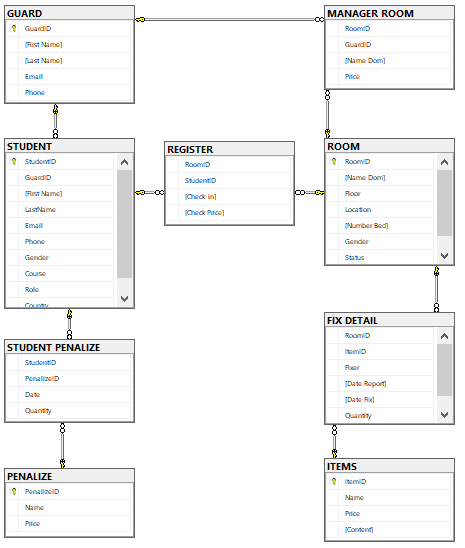 GUARD
GuardID
[First Name]
[Last Name]
Email
Phone
MANAGER ROOM
RoomID
GuardID
[Name Dom]
Price
STUDENT
StudentID
GuardID
[First Name]
LastName
Email
Phone
Gender
Course
Role
Country
REGISTER
RoomID
StudentID
[Check in]
[Check Price]
ROOM
RoomID
[Name Dom]
Floor
Location
[Number Bed]
Gender
Status
STUDENT PENALIZE
StudentID
PenalizeID
Date
Quantity
FIX DETAIL
RoomID
ItemID
Fixer
[Date Report]
[Date Fix]
Quantity
PENALIZE
PenalizeID
Name
Price
ITEMS
ItemID
Name
Price
[Content]